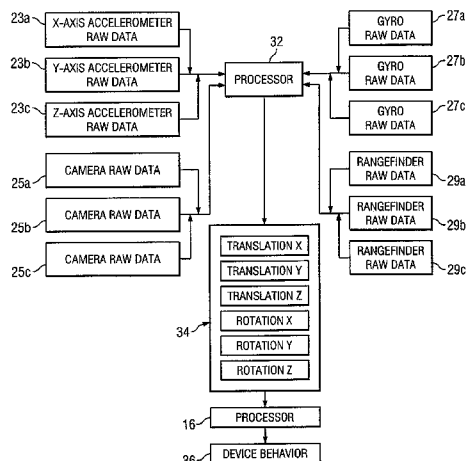 23a
X-AXIS ACCELEROMETER
RAW DATA
23b
Y-AXIS ACCELEROMETER
RAW DATA
23c
Z-AXIS ACCELEROMETER
RAW DATA
32
PROCESSOR
27a
GYRO
RAW DATA
27b
GYRO
RAW DATA
27c
GYRO
RAW DATA
25a
CAMERA RAW DATA
25b
CAMERA RAW DATA
25c
CAMERA RAW DATA
29a
RANGEFINDER
RAW DATA
29b
RANGEFINDER
RAW DATA
29c
RANGEFINDER
RAW DATA
34
TRANSLATION X
TRANSLATION Y
TRANSLATION Z
ROTATION X
ROTATION Y
ROTATION Z
16
PROCESSOR
36
DEVICE BEHAVIOR